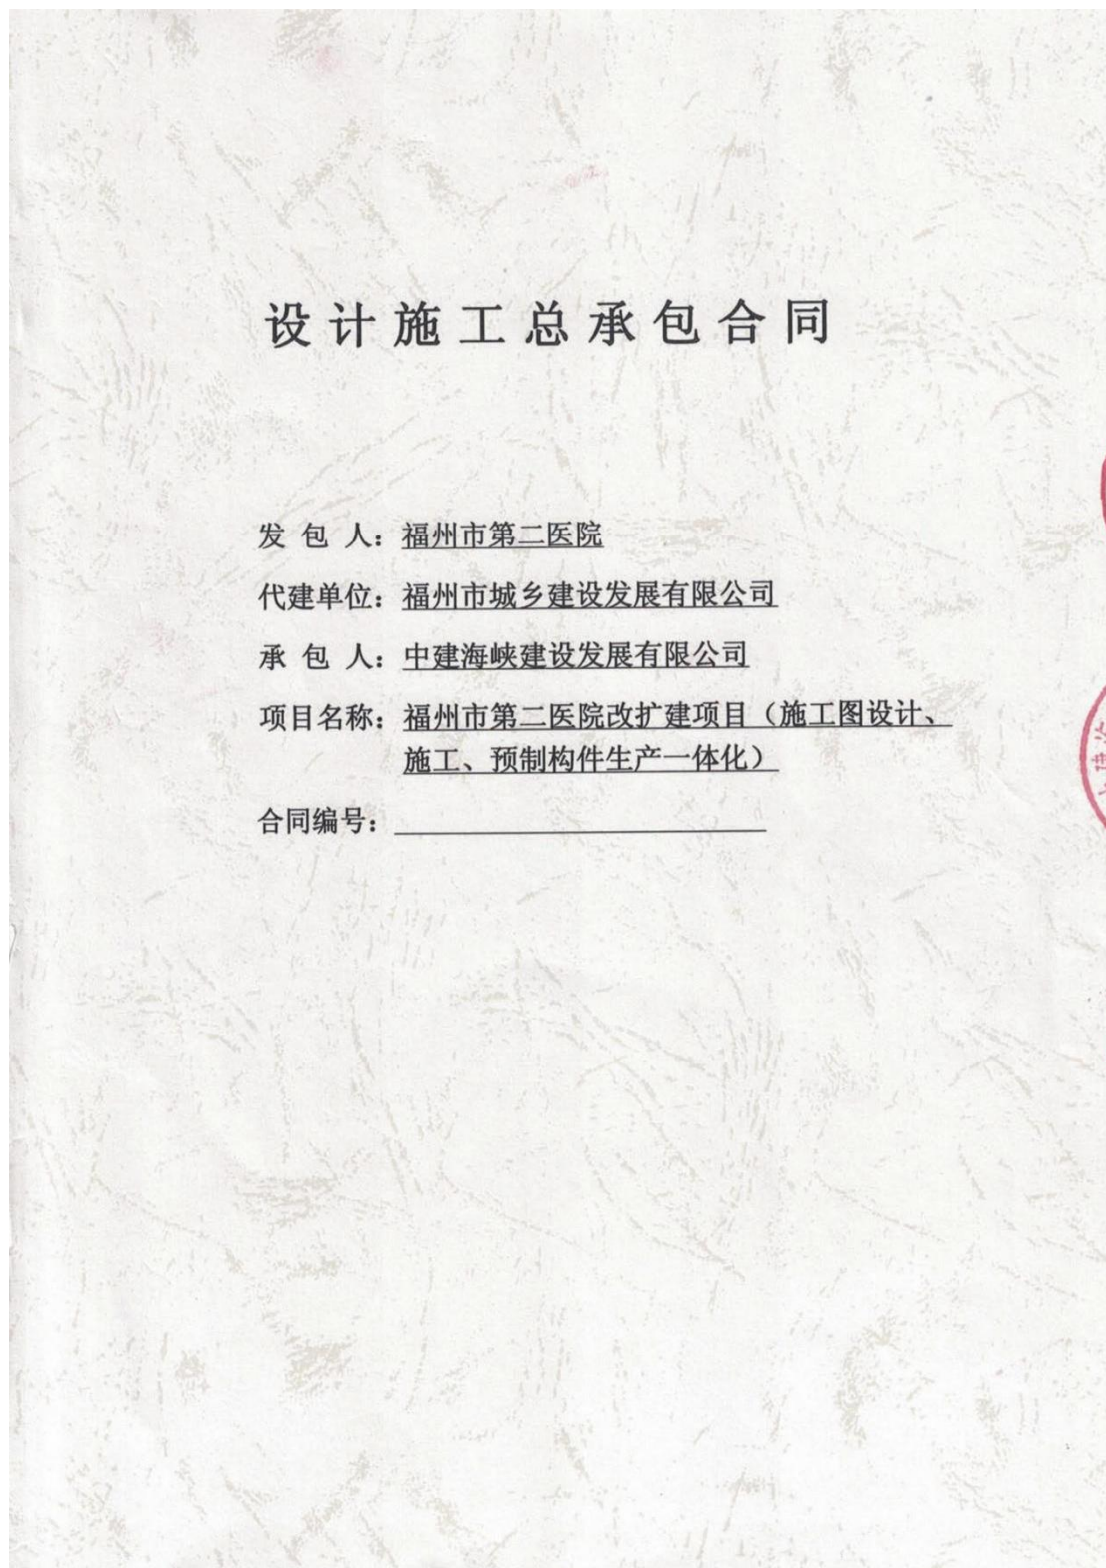 设计施工总承包合同
发 包 人：福州市第二医院
代建单位：福州市城乡建设发展有限公司
承 包 人：中建海峡建设发展有限公司
项目名称：福州市第二医院改扩建项目（施工图设计、
施工、预制构件生产一体化）
合同编号：